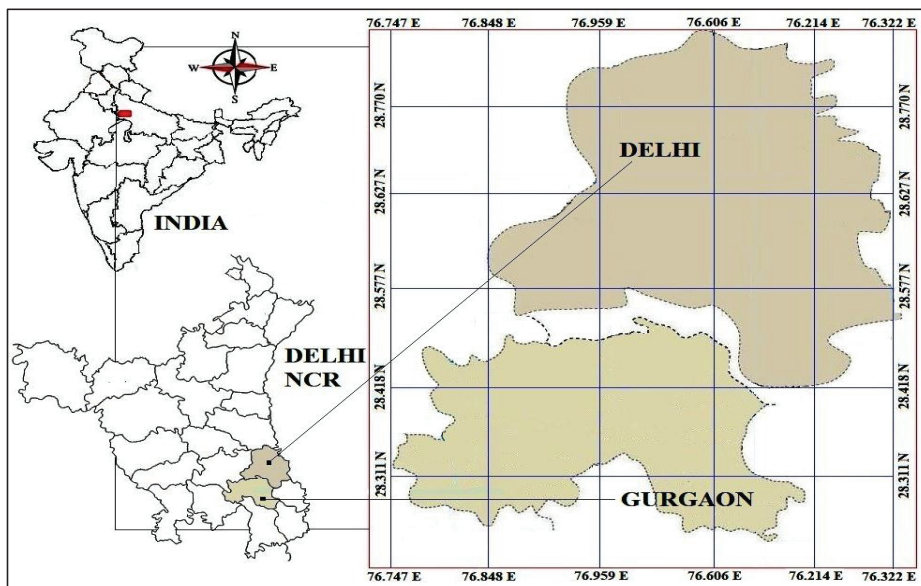 76.747 E 76.848 E 76.959 E 76.606 E 76.214 E 76.322 E
N
W E
S
INDIA
DELHI
NCR
28.770 N 28.770 N
DELHI
28.627 N 28.627 N
28.577 N 28.577 N
28.418 N 28.418 N
28.311 N 28.311 N
GURGAON
76.747 E 76.848 E 76.959 E 76.606 E 76.214 E 76.322 E